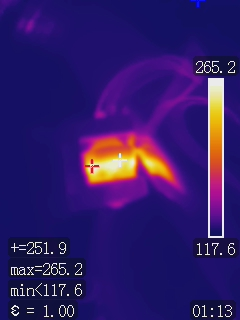 265.2
117.6
+=251.9
max=265.2
min<117.6
ε = 1.00
01:13